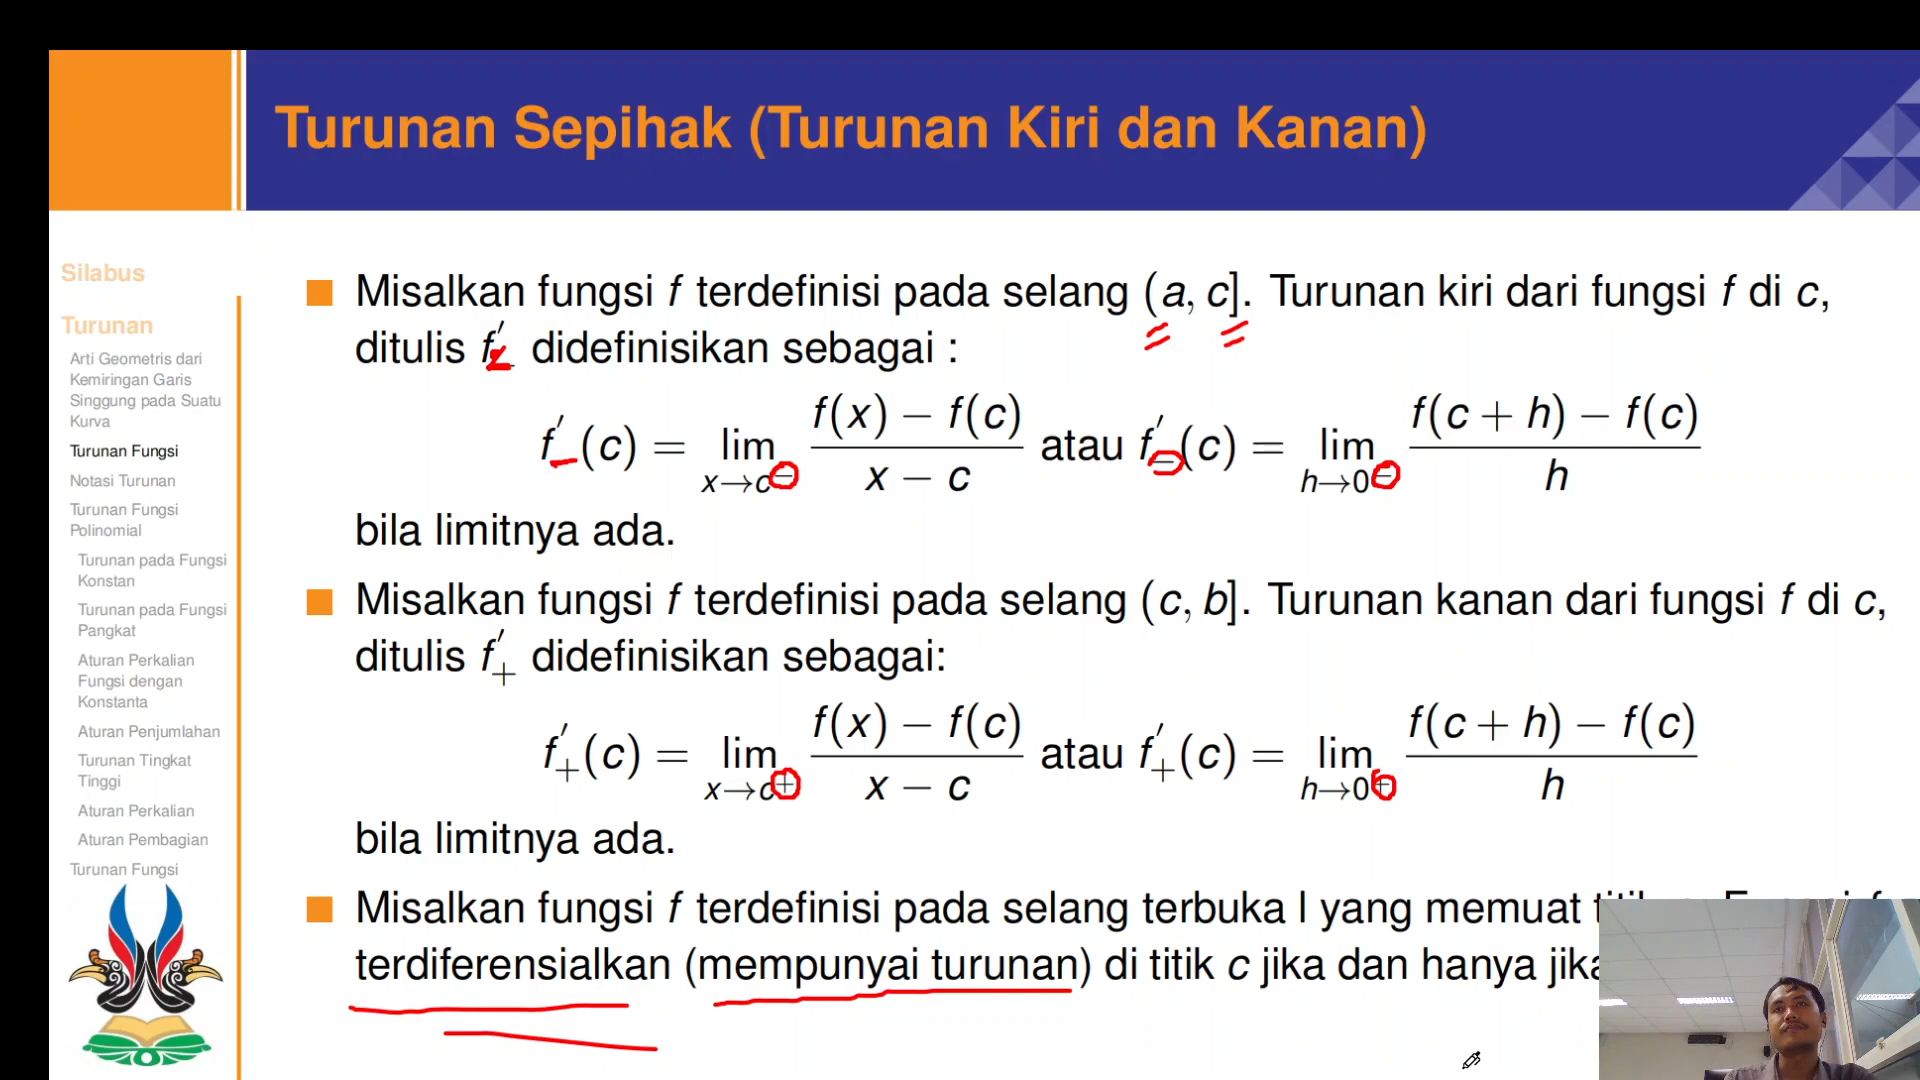 Turunan Sepihak (Turunan Kiri dan Kanan)
Silabus
Turunan
Arti Geometris dari
Kemiringan Garis
Singgung pada Suatu
Kurva
Turunan Fungsi
Notasi Turunan
Turunan Fungsi
Polinomial
Turunan pada Fungsi
Konstan
Turunan pada Fungsi
Pangkat
Aturan Perkalian
Fungsi dengan
Konstanta
Aturan Penjumlahan
Turunan Tingkat
Tinggi
Aturan Perkalian
Aturan Pembagian
Turunan Fungsi
Misalkan fungsi f terdefinisi pada selang (a, c]. Turunan kiri dari fungsi f di c,
ditulis f'₋ didefinisikan sebagai :
f'₋(c) = lim x→c⁻ (f(x) − f(c))/(x − c) atau f'₋(c) = lim h→0⁻ (f(c + h) − f(c))/h
bila limitnya ada.
Misalkan fungsi f terdefinisi pada selang (c, b]. Turunan kanan dari fungsi f di c,
ditulis f'₊ didefinisikan sebagai:
f'₊(c) = lim x→c⁺ (f(x) − f(c))/(x − c) atau f'₊(c) = lim h→0⁺ (f(c + h) − f(c))/h
bila limitnya ada.
Misalkan fungsi f terdefinisi pada selang terbuka I yang memuat
terdiferensialkan (mempunyai turunan) di titik c jika dan hanya